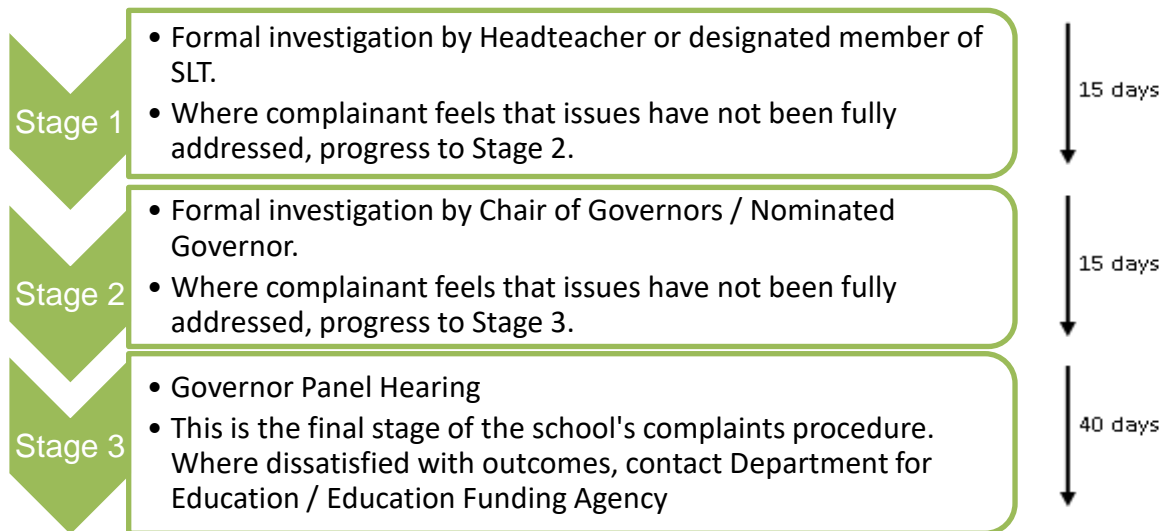 Stage 1
• Formal investigation by Headteacher or designated member of
SLT.
• Where complainant feels that issues have not been fully
addressed, progress to Stage 2.
15 days
Stage 2
• Formal investigation by Chair of Governors / Nominated
Governor.
• Where complainant feels that issues have not been fully
addressed, progress to Stage 3.
15 days
Stage 3
• Governor Panel Hearing
• This is the final stage of the school's complaints procedure.
Where dissatisfied with outcomes, contact Department for
Education / Education Funding Agency
40 days